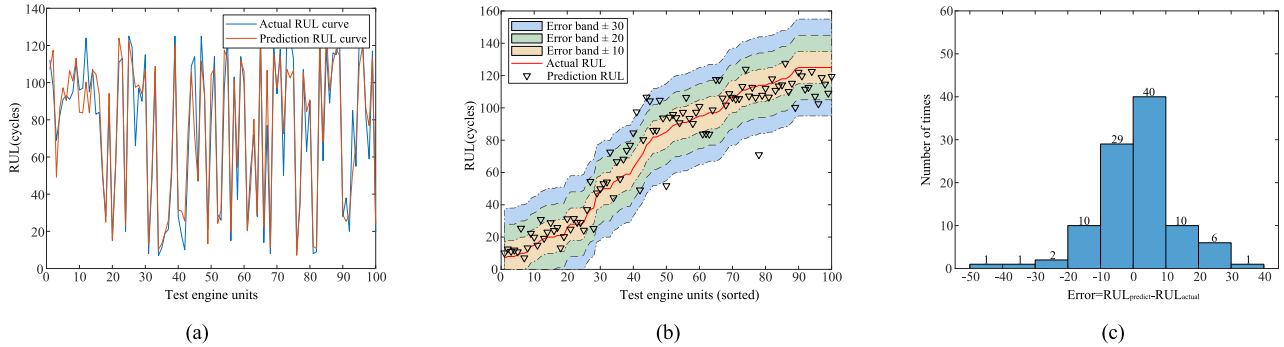 140
120
100
80
60
40
20
0
RUL(cycles)
Actual RUL curve
Prediction RUL curve
0 10 20 30 40 50 60 70 80 90 100
Test engine units
(a)
160
140
120
100
80
60
40
20
0
RUL(cycles)
Error band ± 30
Error band ± 20
Error band ± 10
Actual RUL
Prediction RUL
0 10 20 30 40 50 60 70 80 90 100
Test engine units (sorted)
(b)
60
50
40
30
20
10
0
Number of times
1 1 2 10 29 40 10 6 1
-50 -40 -30 -20 -10 0 10 20 30 40
Error=RULpredict-RULactual
(c)